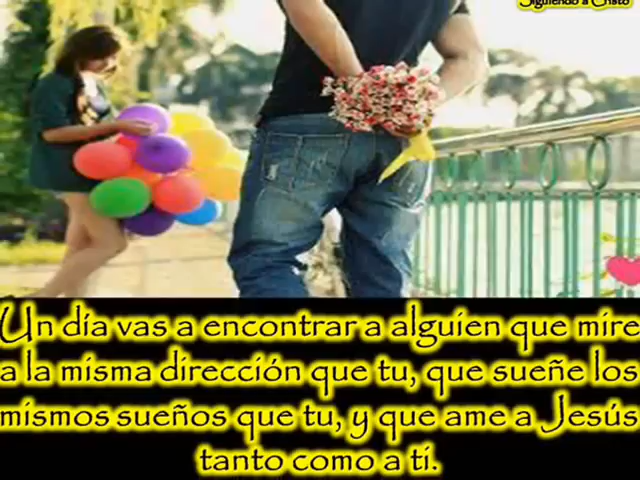 Siguiendo a Cristo
Un día vas a encontrar a alguien que mire
a la misma dirección que tu, que sueñe los
mismos sueños que tu, y que ame a Jesús
tanto como a tí.